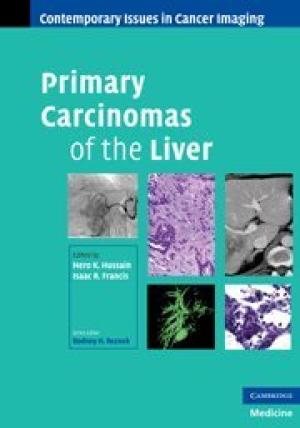 Contemporary Issues in Cancer Imaging
Primary
Carcinomas
of the Liver
Edited by
Hero K. Hussain
Isaac R. Francis
Series Editor
Rodney H. Reznek
CAMBRIDGE
Medicine